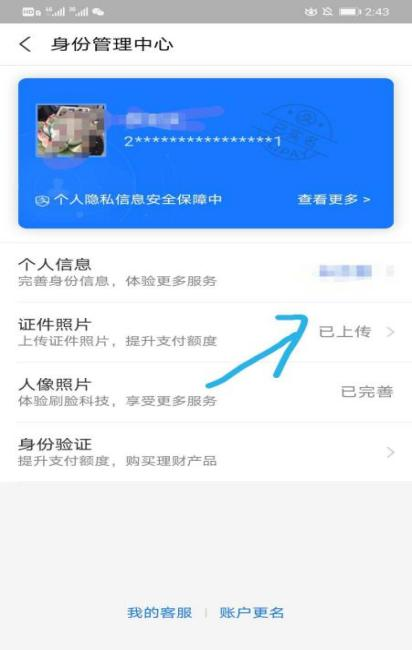 HD
2:43
身份管理中心
2****************1
个人隐私信息安全保障中
查看更多 >
个人信息
完善身份信息，体验更多服务
证件照片
上传证件照片，提升支付额度
已上传
人像照片
体验刷脸科技，享受更多服务
已完善
身份验证
提升支付额度，购买理财产品
我的客服
账户更名